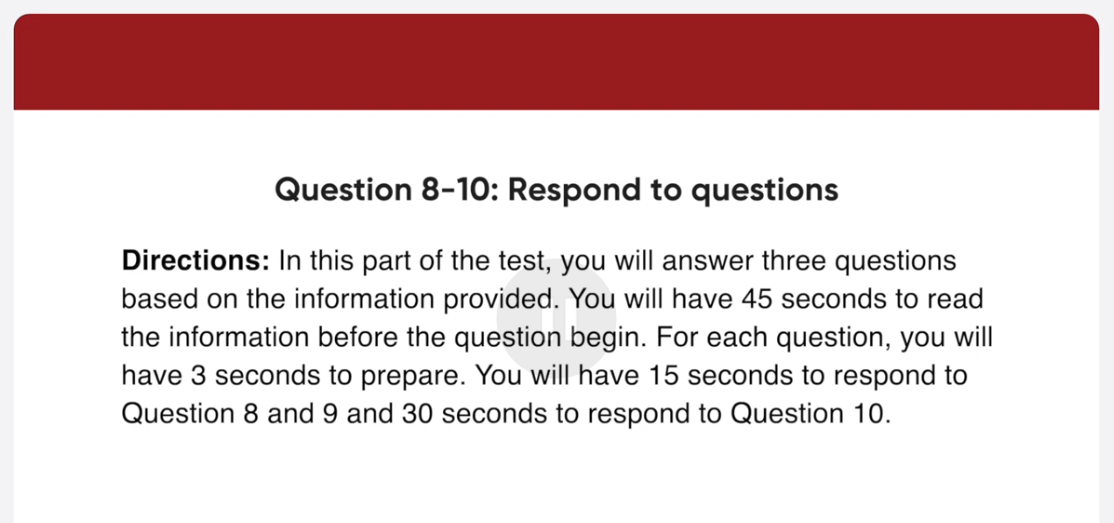 Question 8-10: Respond to questions
Directions: In this part of the test, you will answer three questions
based on the information provided. You will have 45 seconds to read
the information before the question begin. For each question, you will
have 3 seconds to prepare. You will have 15 seconds to respond to
Question 8 and 9 and 30 seconds to respond to Question 10.